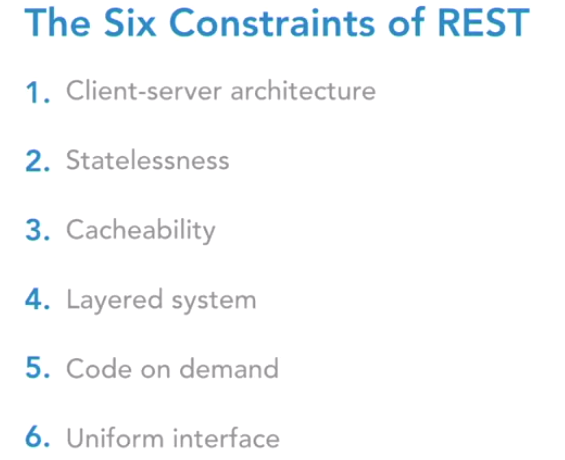 The Six Constraints of REST
1. Client-server architecture
2. Statelessness
3. Cacheability
4. Layered system
5. Code on demand
6. Uniform interface